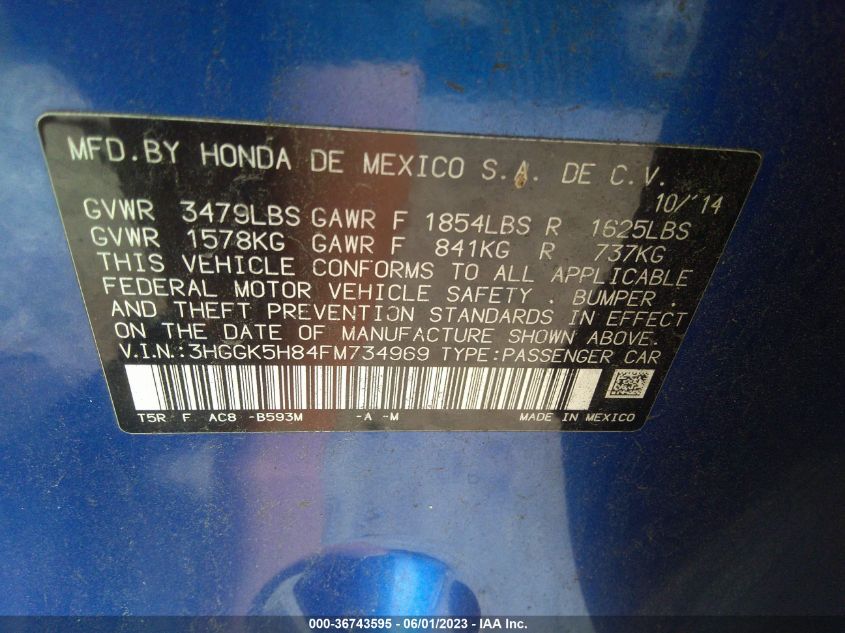 MFD.BY HONDA DE MEXICO S.A. DE C.V.
10/'14
GVWR 3479LBS GAWR F 1854LBS R 1625LBS
GVWR 1578KG GAWR F 841KG R 737KG
THIS VEHICLE CONFORMS TO ALL APPLICABLE
FEDERAL MOTOR VEHICLE SAFETY , BUMPER ,
AND THEFT PREVENTION STANDARDS IN EFFECT
ON THE DATE OF MANUFACTURE SHOWN ABOVE.
V.I.N.:3HGGK5H84FM734969 TYPE:PASSENGER CAR
T5R F AC8 -B593M -A -M MADE IN MEXICO
000-36743595 - 06/01/2023 - IAA Inc.